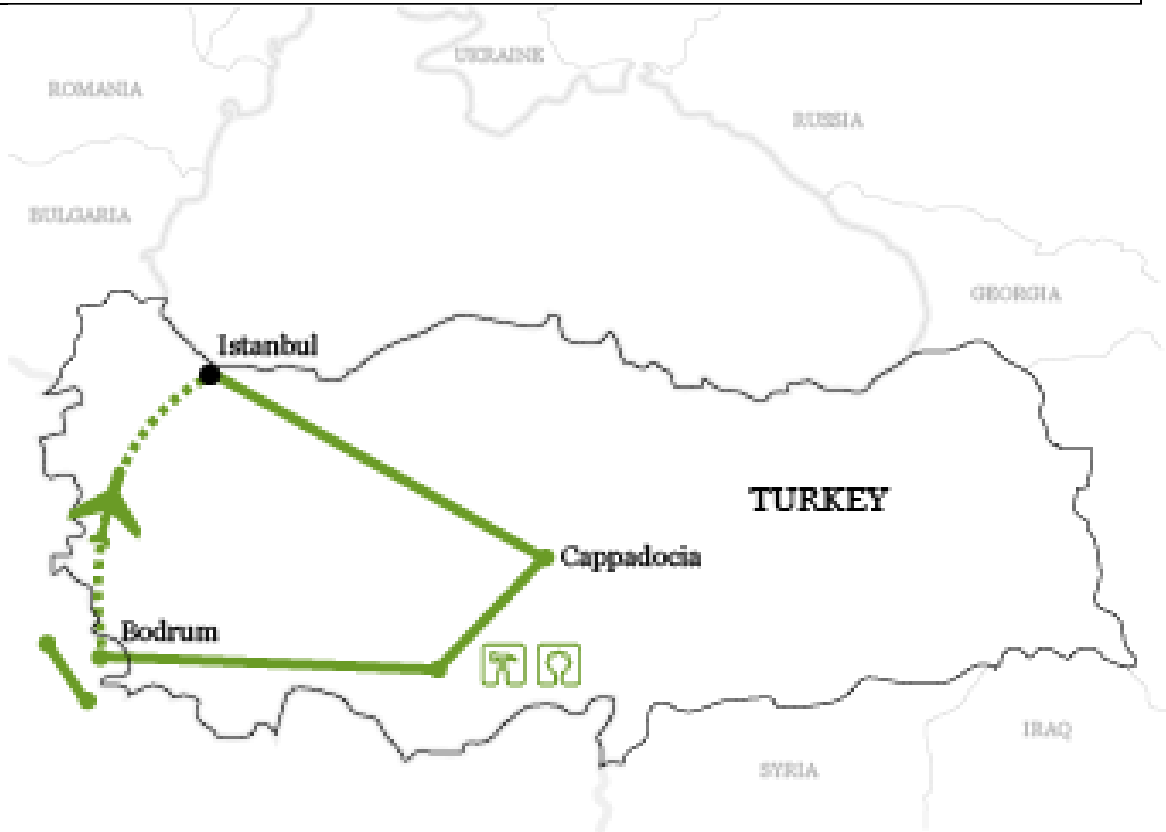 UKRAINE
ROMANIA
RUSSIA
BULGARIA
GEORGIA
Istanbul
TURKEY
Cappadocia
Bodrum
IRAQ
SYRIA